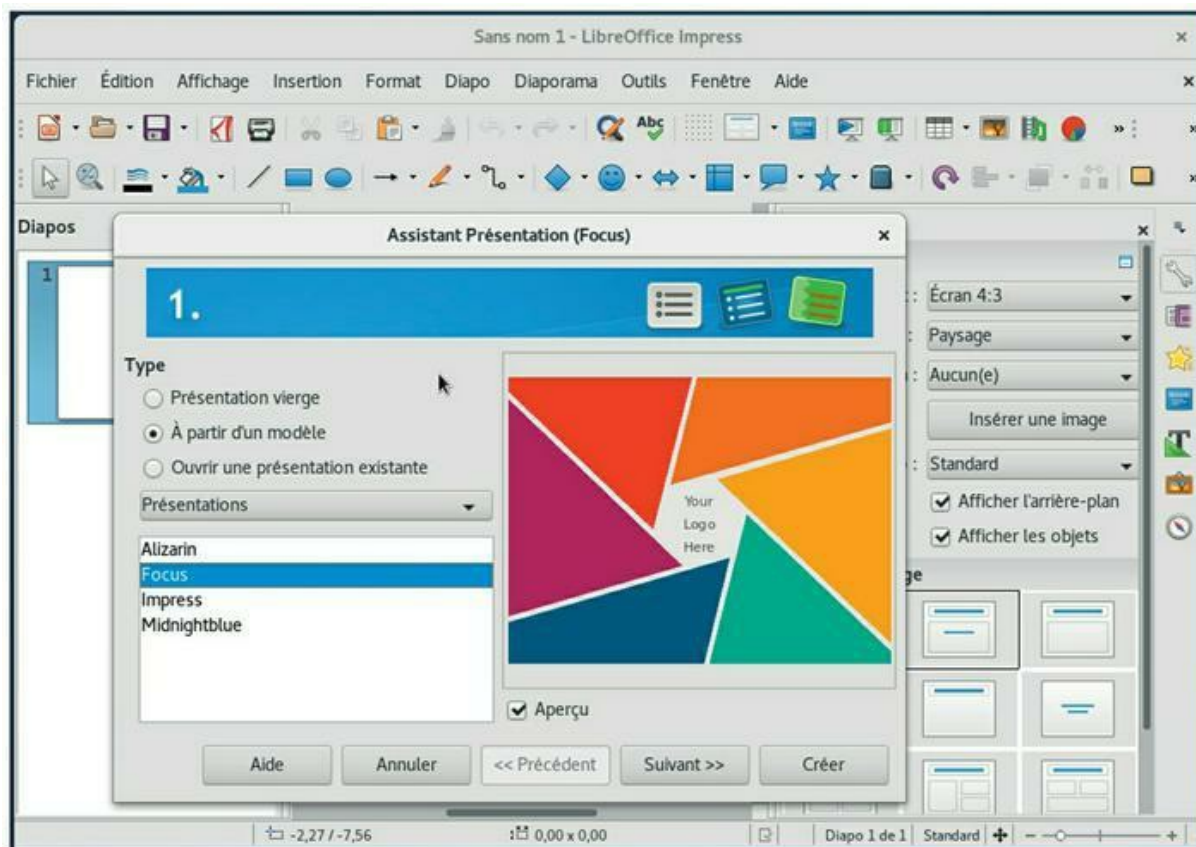 Sans nom 1 - LibreOffice Impress
Fichier Édition Affichage Insertion Format Diapo Diaporama Outils Fenêtre Aide
Abc
Diapos
1
Assistant Présentation (Focus)
1.
Type
Présentation vierge
À partir d'un modèle
Ouvrir une présentation existante
Présentations
Alizarin
Focus
Impress
Midnightblue
Your
Logo
Here
Aperçu
Aide
Annuler
<< Précédent
Suivant >>
Créer
Écran 4:3
Paysage
Aucun(e)
Insérer une image
Standard
Afficher l'arrière-plan
Afficher les objets
-2,27 / -7,56
0,00 x 0,00
Diapo 1 de 1
Standard